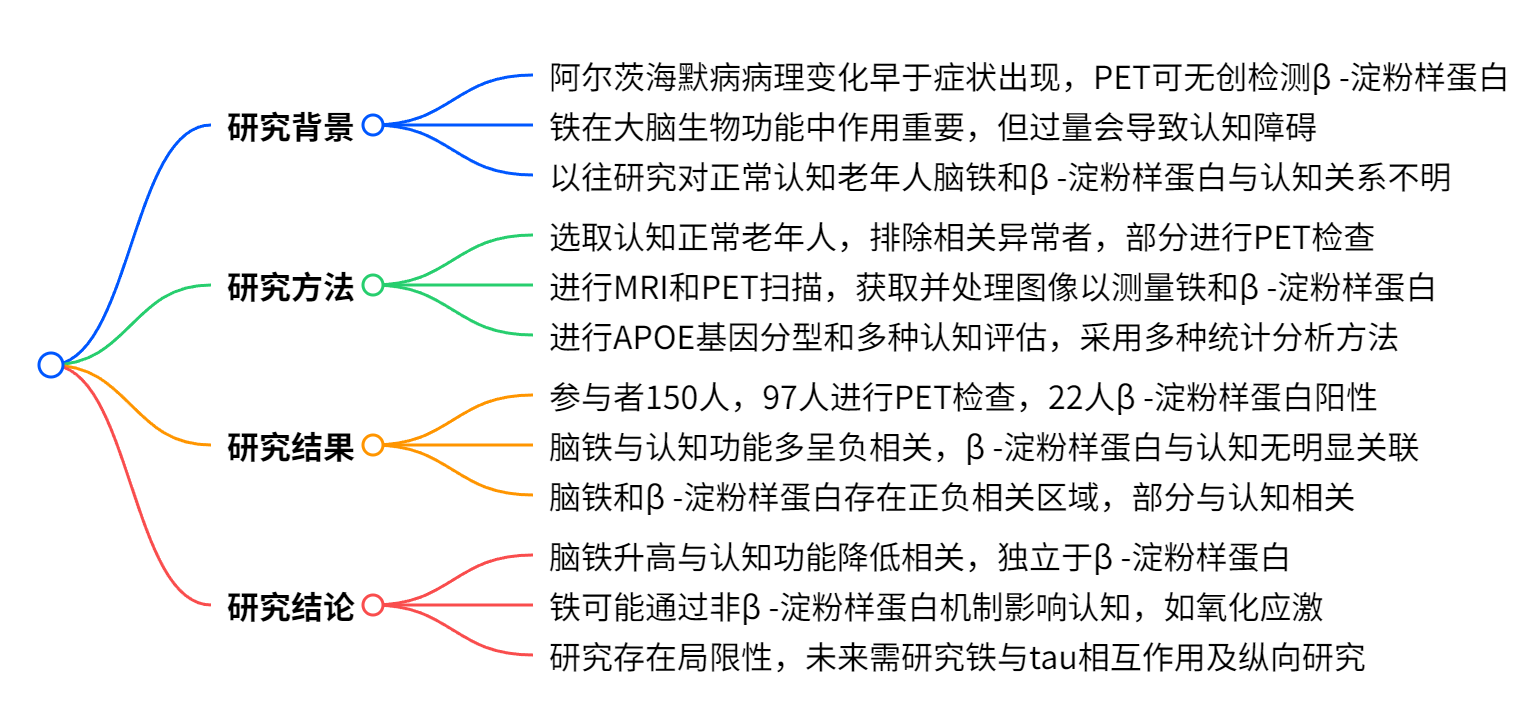 研究背景
阿尔茨海默病病理变化早于症状出现，PET可无创检测β -淀粉样蛋白
铁在大脑生物功能中作用重要，但过量会导致认知障碍
以往研究对正常认知老年人脑铁和β -淀粉样蛋白与认知关系不明
研究方法
选取认知正常老年人，排除相关异常者，部分进行PET检查
进行MRI和PET扫描，获取并处理图像以测量铁和β -淀粉样蛋白
进行APOE基因分型和多种认知评估，采用多种统计分析方法
研究结果
参与者150人，97人进行PET检查，22人β -淀粉样蛋白阳性
脑铁与认知功能多呈负相关，β -淀粉样蛋白与认知无明显关联
脑铁和β -淀粉样蛋白存在正负相关区域，部分与认知相关
研究结论
脑铁升高与认知功能降低相关，独立于β -淀粉样蛋白
铁可能通过非β -淀粉样蛋白机制影响认知，如氧化应激
研究存在局限性，未来需研究铁与tau相互作用及纵向研究